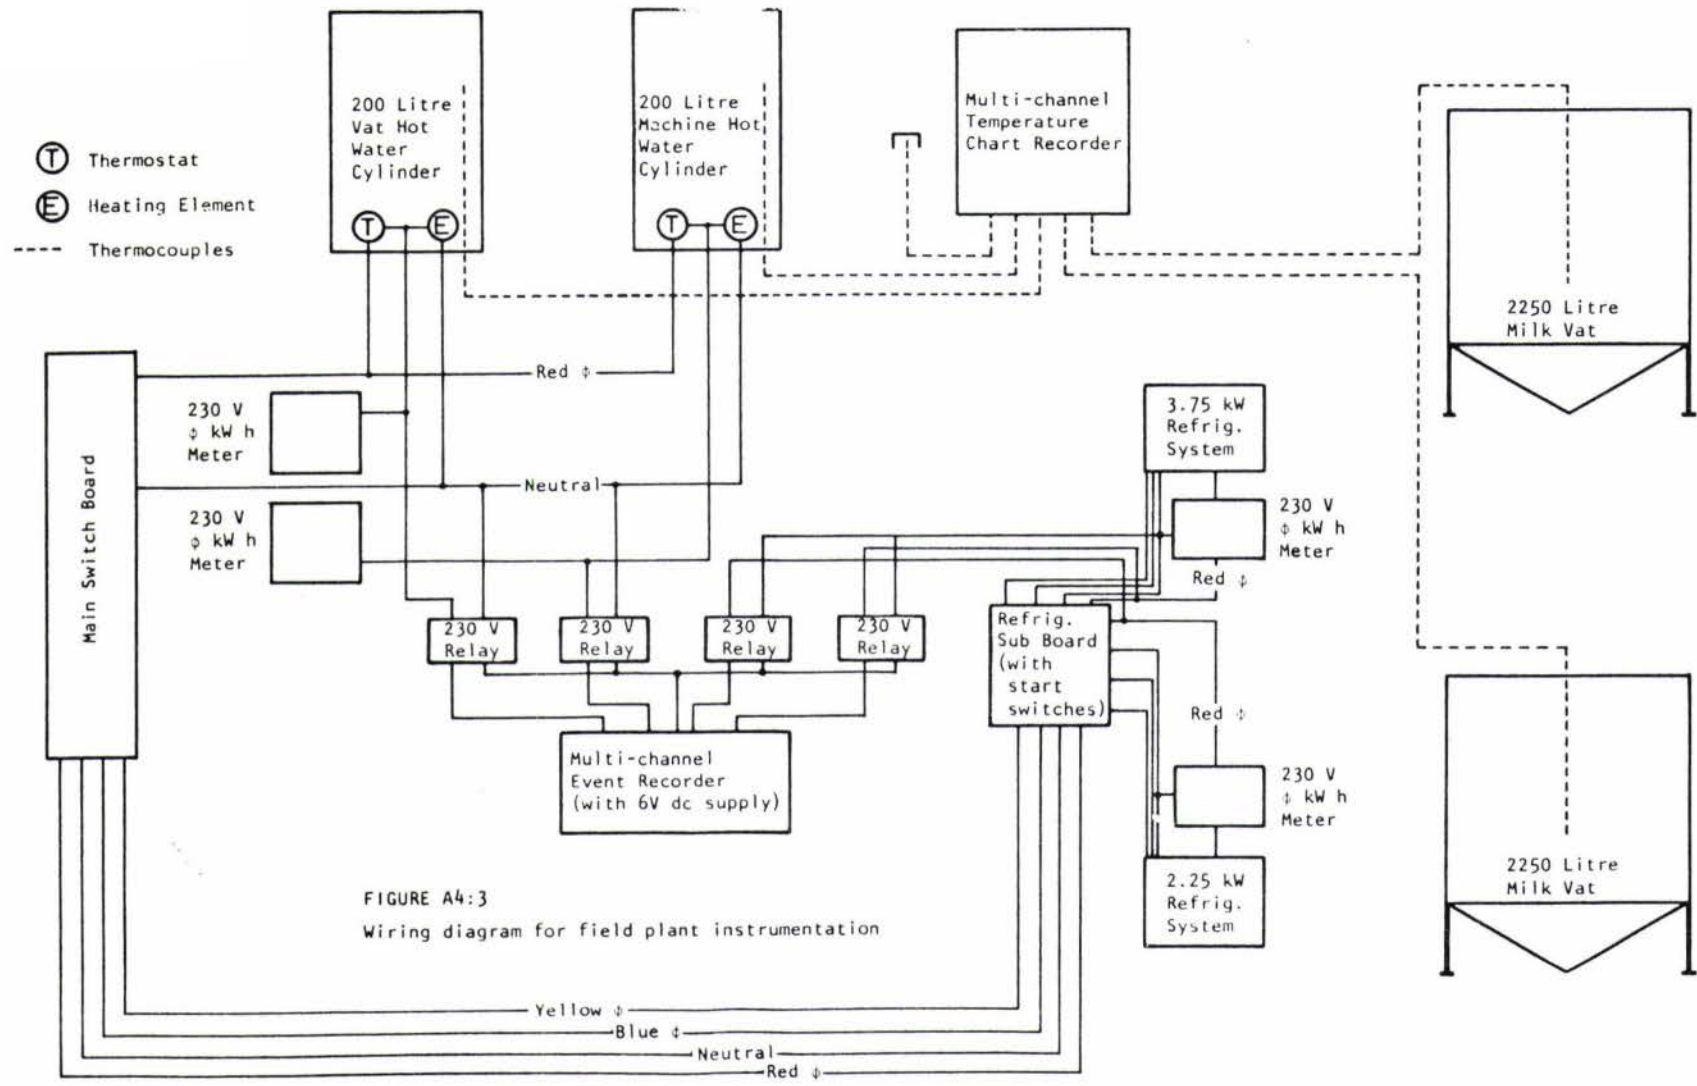 200 Litre
Vat Hot
Water
Cylinder
T
E
200 Litre
Machine Hot
Water
Cylinder
T
E
Multi-channel
Temperature
Chart Recorder
T Thermostat
E Heating Element
Thermocouples
2250 Litre
Milk Vat
Main Switch Board
Red ϕ
230 V
ϕ kW h
Meter
Neutral
230 V
ϕ kW h
Meter
3.75 kW
Refrig.
System
230 V
ϕ kW h
Meter
Red ϕ
230 V
Relay
230 V
Relay
230 V
Relay
230 V
Relay
Refrig.
Sub Board
(with
start
switches)
Red ϕ
Multi-channel
Event Recorder
(with 6V dc supply)
230 V
ϕ kW h
Meter
2.25 kW
Refrig.
System
2250 Litre
Milk Vat
FIGURE A4:3
Wiring diagram for field plant instrumentation
Yellow ϕ
Blue ϕ
Neutral
Red ϕ